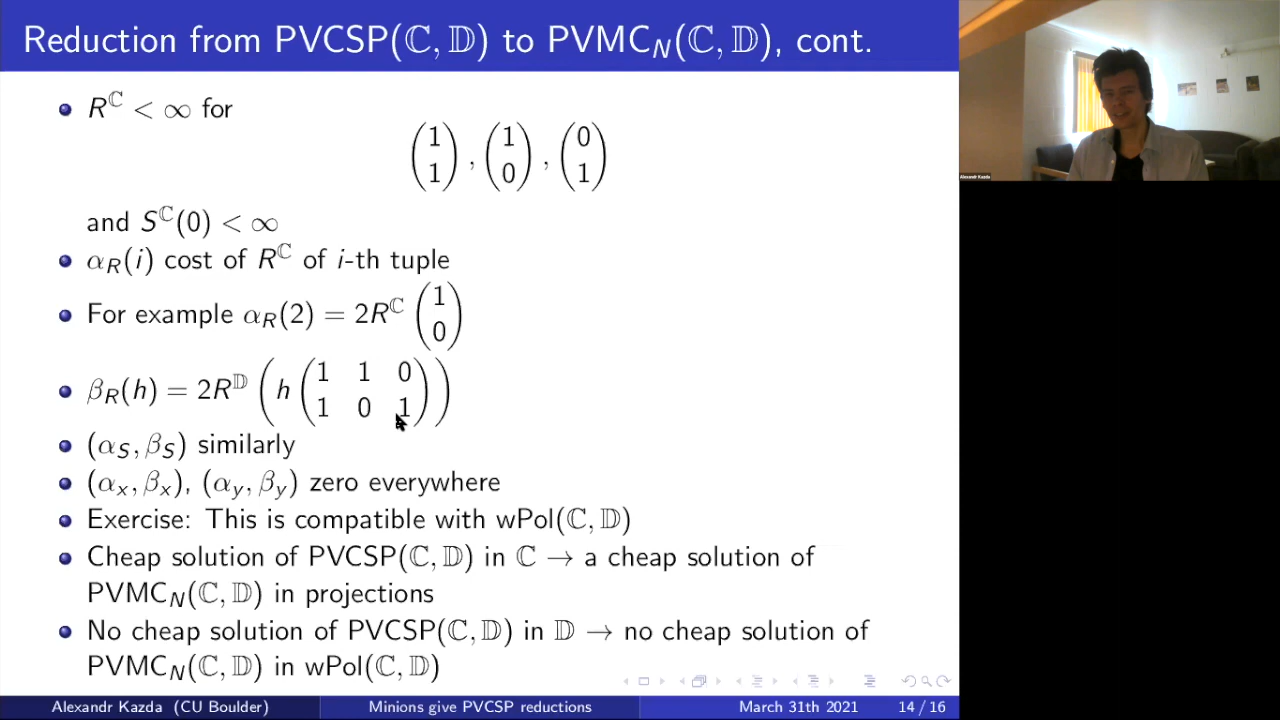 Reduction from PVCSP(ℂ, 𝔻) to PVMC_N(ℂ, 𝔻), cont.
R^ℂ < ∞ for
(1 1), (1 0), (0 1)
and S^ℂ(0) < ∞
α_R(i) cost of R^ℂ of i-th tuple
For example α_R(2) = 2R^ℂ (1 0)
β_R(h) = 2R^𝔻 (h (1 1 0
1 0 1))
(α_S, β_S) similarly
(α_x, β_x), (α_y, β_y) zero everywhere
Exercise: This is compatible with wPol(ℂ, 𝔻)
Cheap solution of PVCSP(ℂ, 𝔻) in ℂ → a cheap solution of
PVMC_N(ℂ, 𝔻) in projections
No cheap solution of PVCSP(ℂ, 𝔻) in 𝔻 → no cheap solution of
PVMC_N(ℂ, 𝔻) in wPol(ℂ, 𝔻)
Alexandr Kazda (CU Boulder) Minions give PVCSP reductions March 31th 2021 14 / 16
Alexandr Kazda